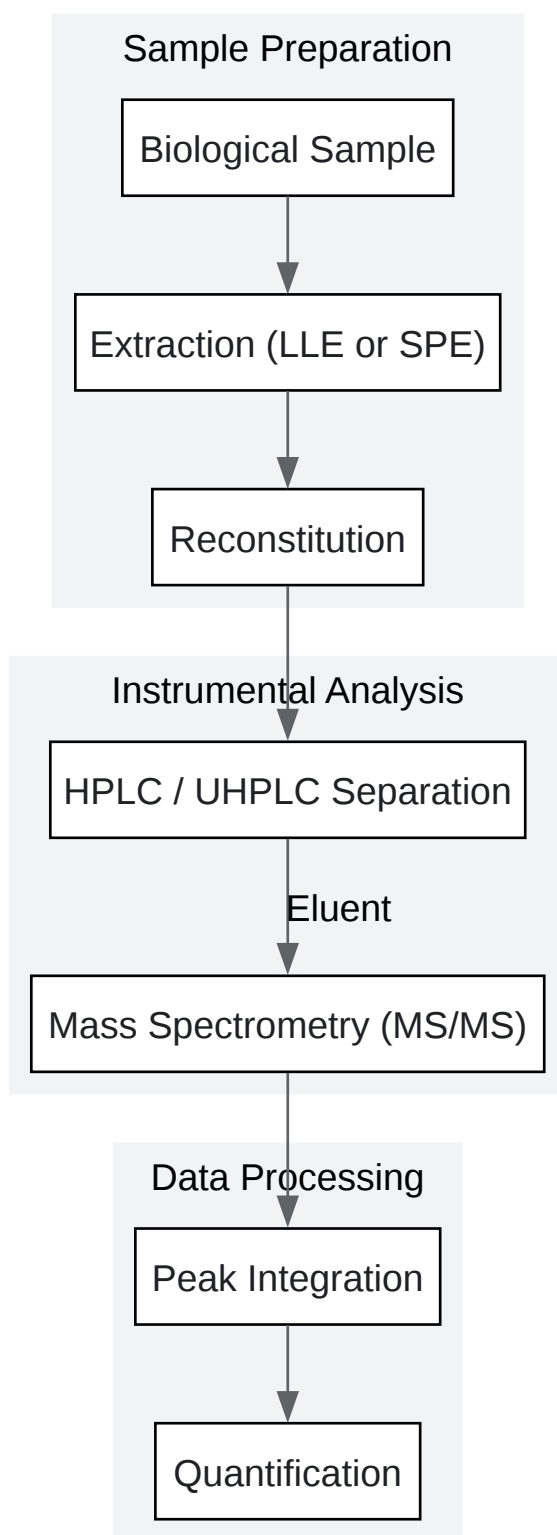 Sample Preparation
Biological Sample
Extraction (LLE or SPE)
Reconstitution
Instrumental Analysis
HPLC / UHPLC Separation
Eluent
Mass Spectrometry (MS/MS)
Data Processing
Peak Integration
Quantification